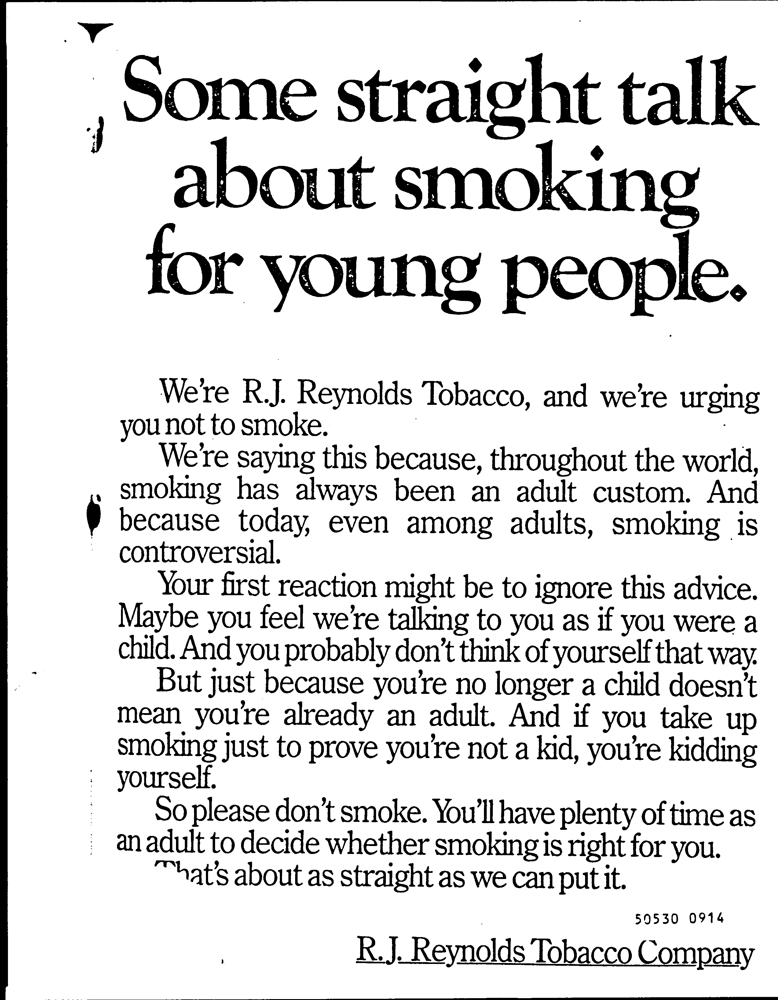 Some straight talk
about smoking
for young people.
We're R.J. Reynolds Tobacco, and we're urging
you not to smoke.
We're saying this because, throughout the world,
smoking has always been an adult custom. And
because today, even among adults, smoking is
controversial.
Your first reaction might be to ignore this advice.
Maybe you feel we're talking to you as if you were a
child. And you probably don't think of yourself that way.
But just because you're no longer a child doesn't
mean you're already an adult. And if you take up
smoking just to prove you're not a kid, you're kidding
yourself.
So please don't smoke. You'll have plenty of time as
an adult to decide whether smoking is right for you.
That's about as straight as we can put it.
50530 0914
R.J. Reynolds Tobacco Company